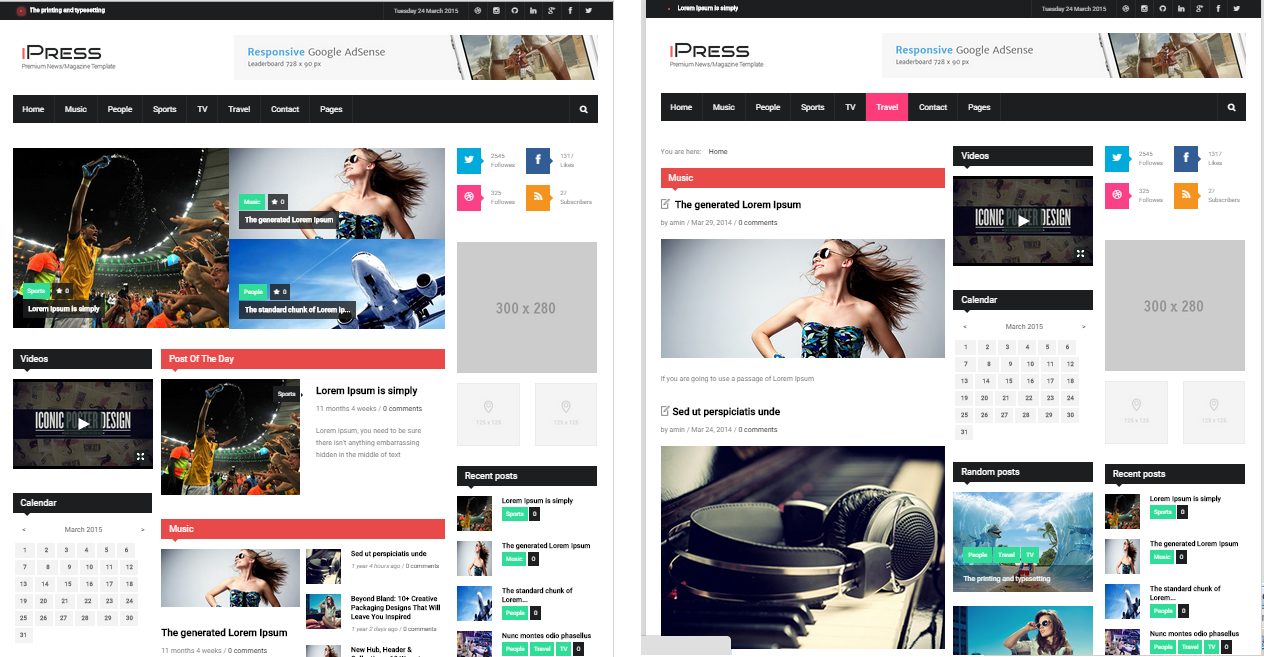 The printing and typesetting
Tuesday 24 March 2015
iPRESS
Premium News/Magazine Template
Responsive Google AdSense
Leaderboard 728 x 90 px
Home Music People Sports TV Travel Contact Pages
Sports
0
Lorem Ipsum is simply
Music
0
The generated Lorem Ipsum
People
0
The standard chunk of Lorem Ip...
2545
Followes
1317
Likes
325
Followes
27
Subscribers
300 x 280
125 x 125
125 x 125
Videos
ICONIC POSTER DESIGN
Post Of The Day
Sports
Lorem Ipsum is simply
11 months 4 weeks / 0 comments
Lorem Ipsum, you need to be sure
there isn't anything embarrassing
hidden in the middle of text
Calendar
< March 2015 >
1 2 3 4 5 6
7 8 9 10 11 12
13 14 15 16 17 18
19 20 21 22 23 24
25 26 27 28 29 30
31
Music
The generated Lorem Ipsum
11 months 4 weeks / 0 comments
Sed ut perspiciatis unde
1 year 4 hours ago / 0 comments
Beyond Bland: 10+ Creative
Packaging Designs That Will
Leave You Inspired
1 year 2 days ago / 0 comments
New Hub, Header &
Recent posts
Lorem Ipsum is simply
Sports 0
The generated Lorem Ipsum
Music 0
The standard chunk of
Lorem...
People 0
Nunc montes odio phasellus
People Travel TV 0
Lorem Ipsum is simply
Tuesday 24 March 2015
iPRESS
Premium News/Magazine Template
Responsive Google AdSense
Leaderboard 728 x 90 px
Home Music People Sports TV Travel Contact Pages
You are here: Home
Music
The generated Lorem Ipsum
by amin / Mar 29, 2014 / 0 comments
If you are going to use a passage of Lorem Ipsum
Sed ut perspiciatis unde
by amin / Mar 24, 2014 / 0 comments
Videos
ICONIC POSTER DESIGN
Calendar
< March 2015 >
1 2 3 4 5 6
7 8 9 10 11 12
13 14 15 16 17 18
19 20 21 22 23 24
25 26 27 28 29 30
31
Random posts
People Travel TV
The printing and typesetting
2545
Followes
1317
Likes
325
Followes
27
Subscribers
300 x 280
125 x 125
125 x 125
Recent posts
Lorem Ipsum is simply
Sports 0
The generated Lorem Ipsum
Music 0
The standard chunk of
Lorem...
People 0
Nunc montes odio phasellus
People Travel TV 0